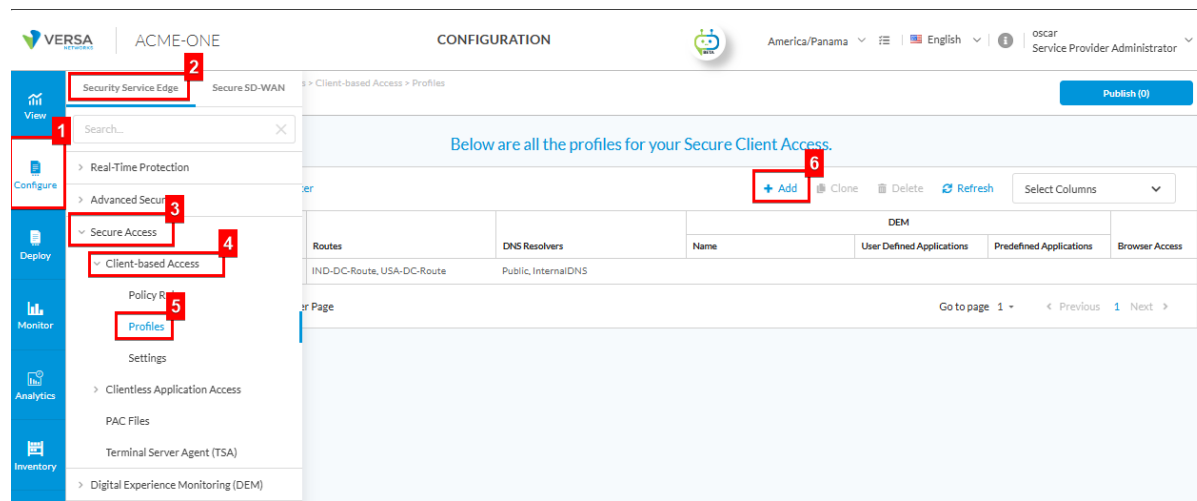 VERSA
NETWORKS
ACME-ONE
CONFIGURATION
BETA
America/Panama
English
oscar
Service Provider Administrator
2
Security Service Edge
Secure SD-WAN
> Client-based Access > Profiles
Publish (0)
View
1
Search...
Below are all the profiles for your Secure Client Access.
6
Configure
Real-Time Protection
Add
Clone
Delete
Refresh
Select Columns
Advanced Secur
3
Secure Access
DEM
Deploy
4
Client-based Access
Routes
DNS Resolvers
Name
User Defined Applications
Predefined Applications
Browser Access
IND-DC-Route, USA-DC-Route
Public, InternalDNS
Policy R
5
er Page
Go to page 1
Previous 1 Next
Monitor
Profiles
Settings
Analytics
Clientless Application Access
PAC Files
Terminal Server Agent (TSA)
Inventory
Digital Experience Monitoring (DEM)